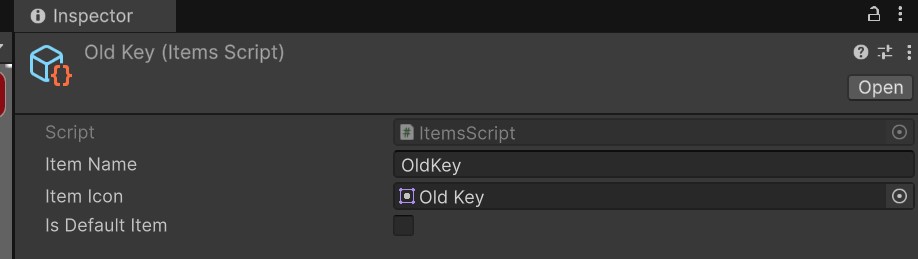 Inspector
Old Key (Items Script)
Open
Script ItemsScript
Item Name OldKey
Item Icon Old Key
Is Default Item